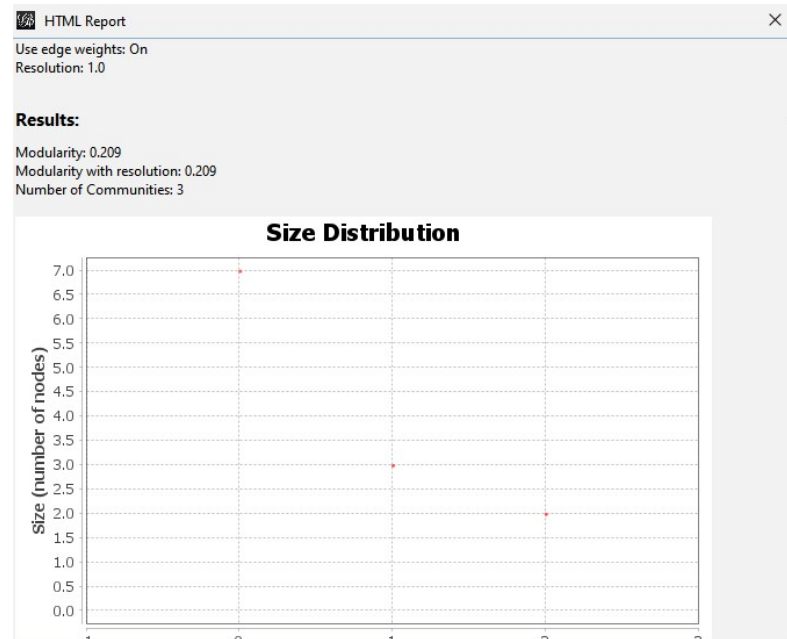 HTML Report
Use edge weights: On
Resolution: 1.0
Results:
Modularity: 0.209
Modularity with resolution: 0.209
Number of Communities: 3
Size Distribution
Size (number of nodes)
7.0
6.5
6.0
5.5
5.0
4.5
4.0
3.5
3.0
2.5
2.0
1.5
1.0
0.5
0.0